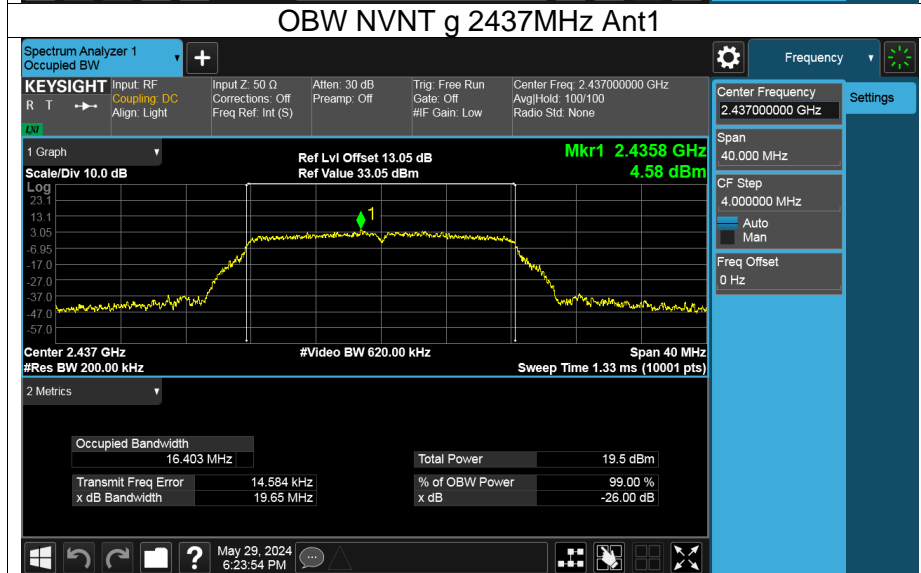 OBW NVNT g 2437MHz Ant1
Spectrum Analyzer 1
Occupied BW
+
Frequency
KEYSIGHT
R T
LXI
Input: RF
Coupling: DC
Align: Light
Input Z: 50 Ω
Corrections: Off
Freq Ref: Int (S)
Atten: 30 dB
Preamp: Off
Trig: Free Run
Gate: Off
#IF Gain: Low
Center Freq: 2.437000000 GHz
Avg|Hold: 100/100
Radio Std: None
Center Frequency
2.437000000 GHz
Settings
Span
40.000 MHz
CF Step
4.000000 MHz
Auto
Man
Freq Offset
0 Hz
1 Graph
Scale/Div 10.0 dB
Ref Lvl Offset 13.05 dB
Ref Value 33.05 dBm
Mkr1 2.4358 GHz
4.58 dBm
Log
23.1
13.1
3.05
-6.95
-17.0
-27.0
-37.0
-47.0
-57.0
1
Center 2.437 GHz
#Res BW 200.00 kHz
#Video BW 620.00 kHz
Span 40 MHz
Sweep Time 1.33 ms (10001 pts)
2 Metrics
Occupied Bandwidth
16.403 MHz
Total Power 19.5 dBm
Transmit Freq Error 14.584 kHz
% of OBW Power 99.00 %
x dB Bandwidth 19.65 MHz
x dB -26.00 dB
?
May 29, 2024
6:23:54 PM